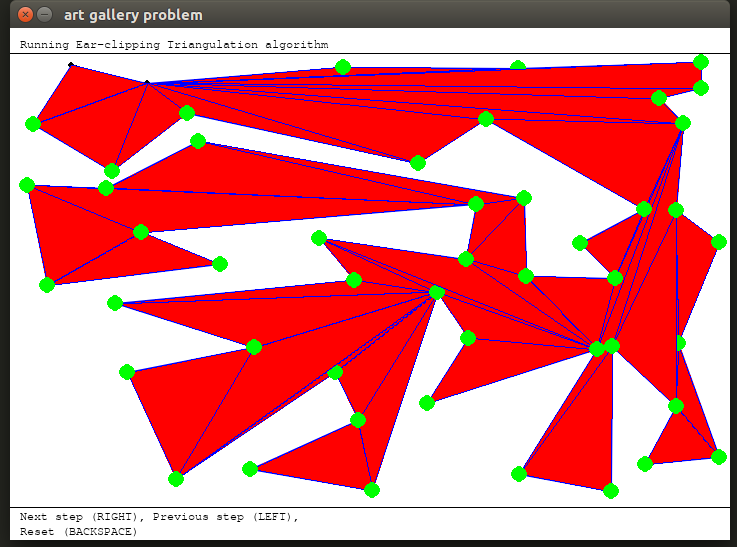 art gallery problem
Running Ear-clipping Triangulation algorithm
Next step (RIGHT), Previous step (LEFT),
Reset (BACKSPACE)